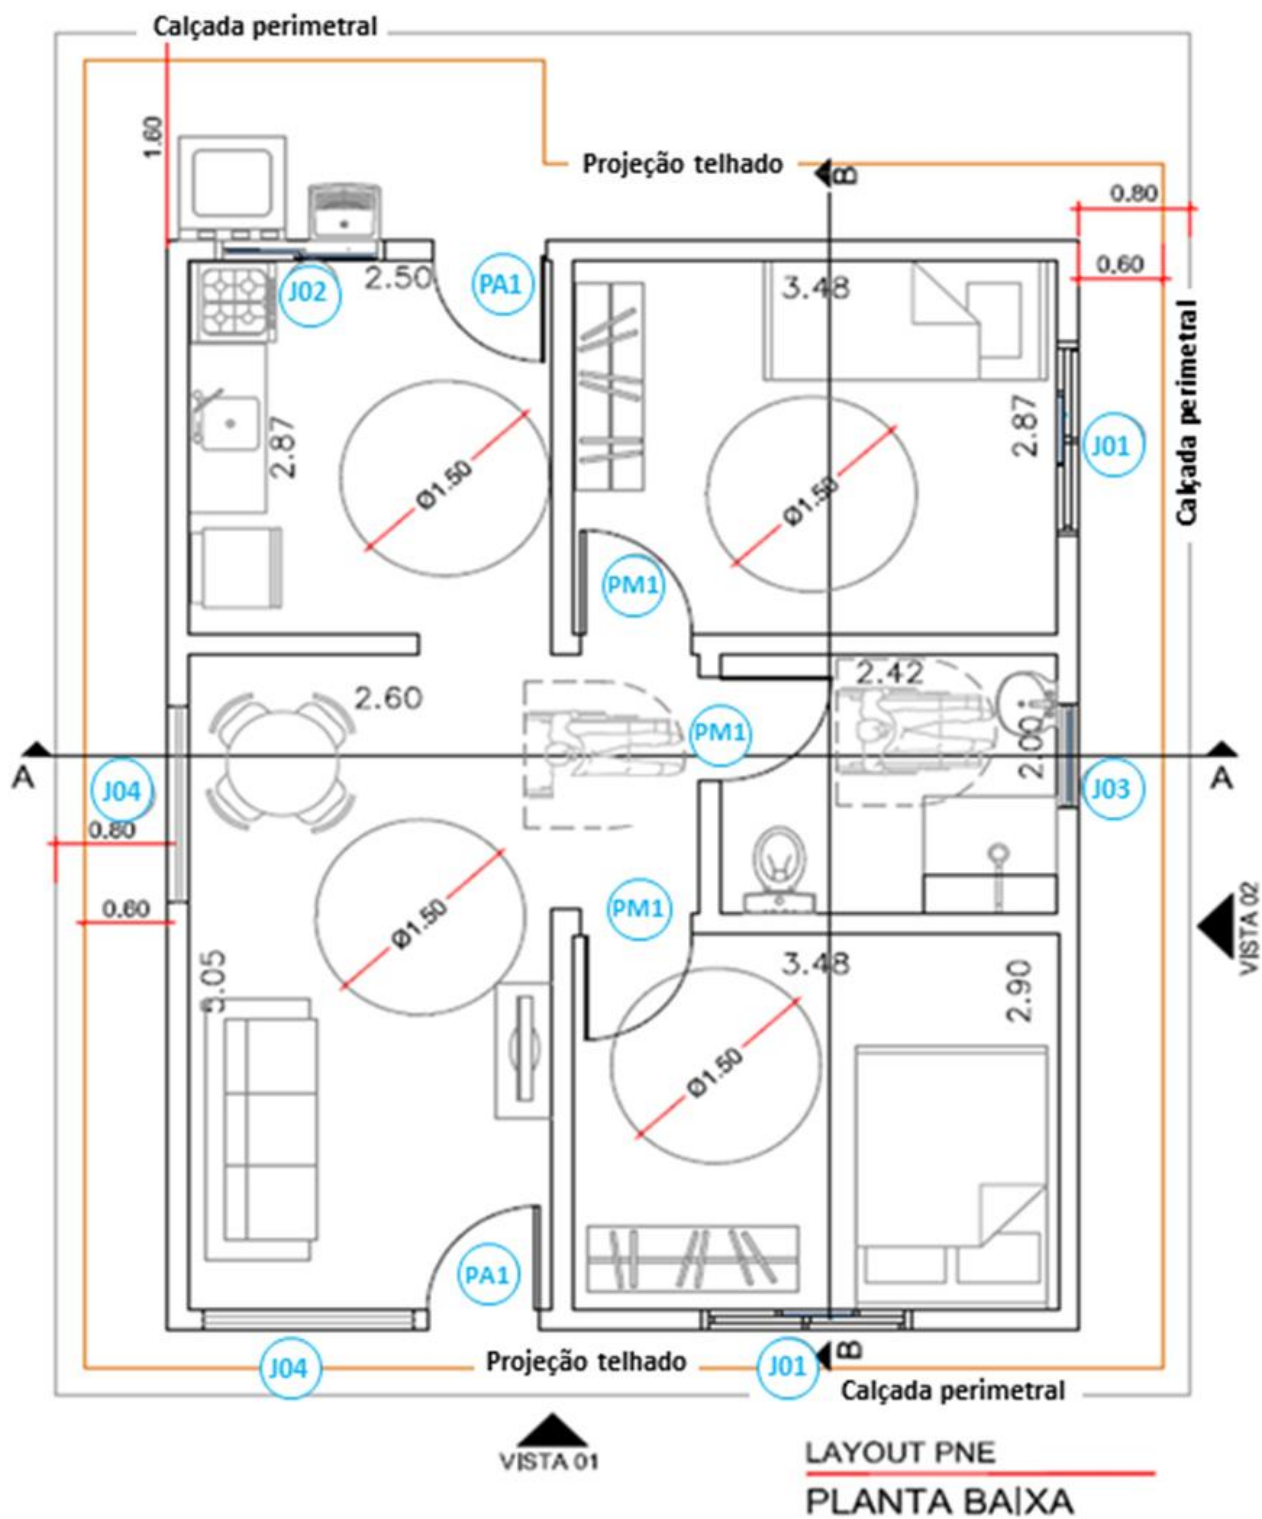 Calçada perimetral
1.60
Projeção telhado
B
0.80
0.60
J02
2.50
PA1
3.48
Calçada perimetral
2.87
Ø1.50
Ø1.50
2.87
J01
PM1
2.60
2.42
PM1
2.00
A
A
J04
J03
0.80
0.60
PM1
Ø1.50
VISTA 02
3.48
5.05
2.90
Ø1.50
PA1
J04
Projeção telhado
J01
B
Calçada perimetral
VISTA 01
LAYOUT PNE
PLANTA BAIXA